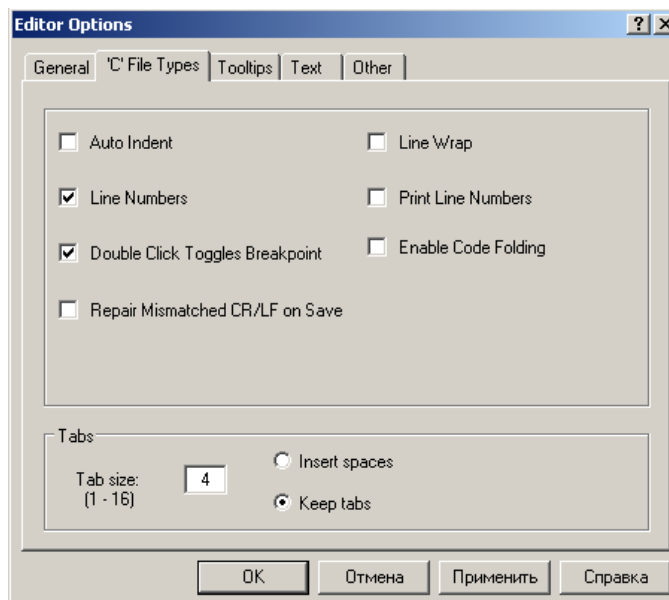 Editor Options
General 'C' File Types Tooltips Text Other
Auto Indent Line Wrap
Line Numbers Print Line Numbers
Double Click Toggles Breakpoint Enable Code Folding
Repair Mismatched CR/LF on Save
Tabs
Insert spaces
Tab size: 4
(1 - 16) Keep tabs
OK Отмена Применить Справка